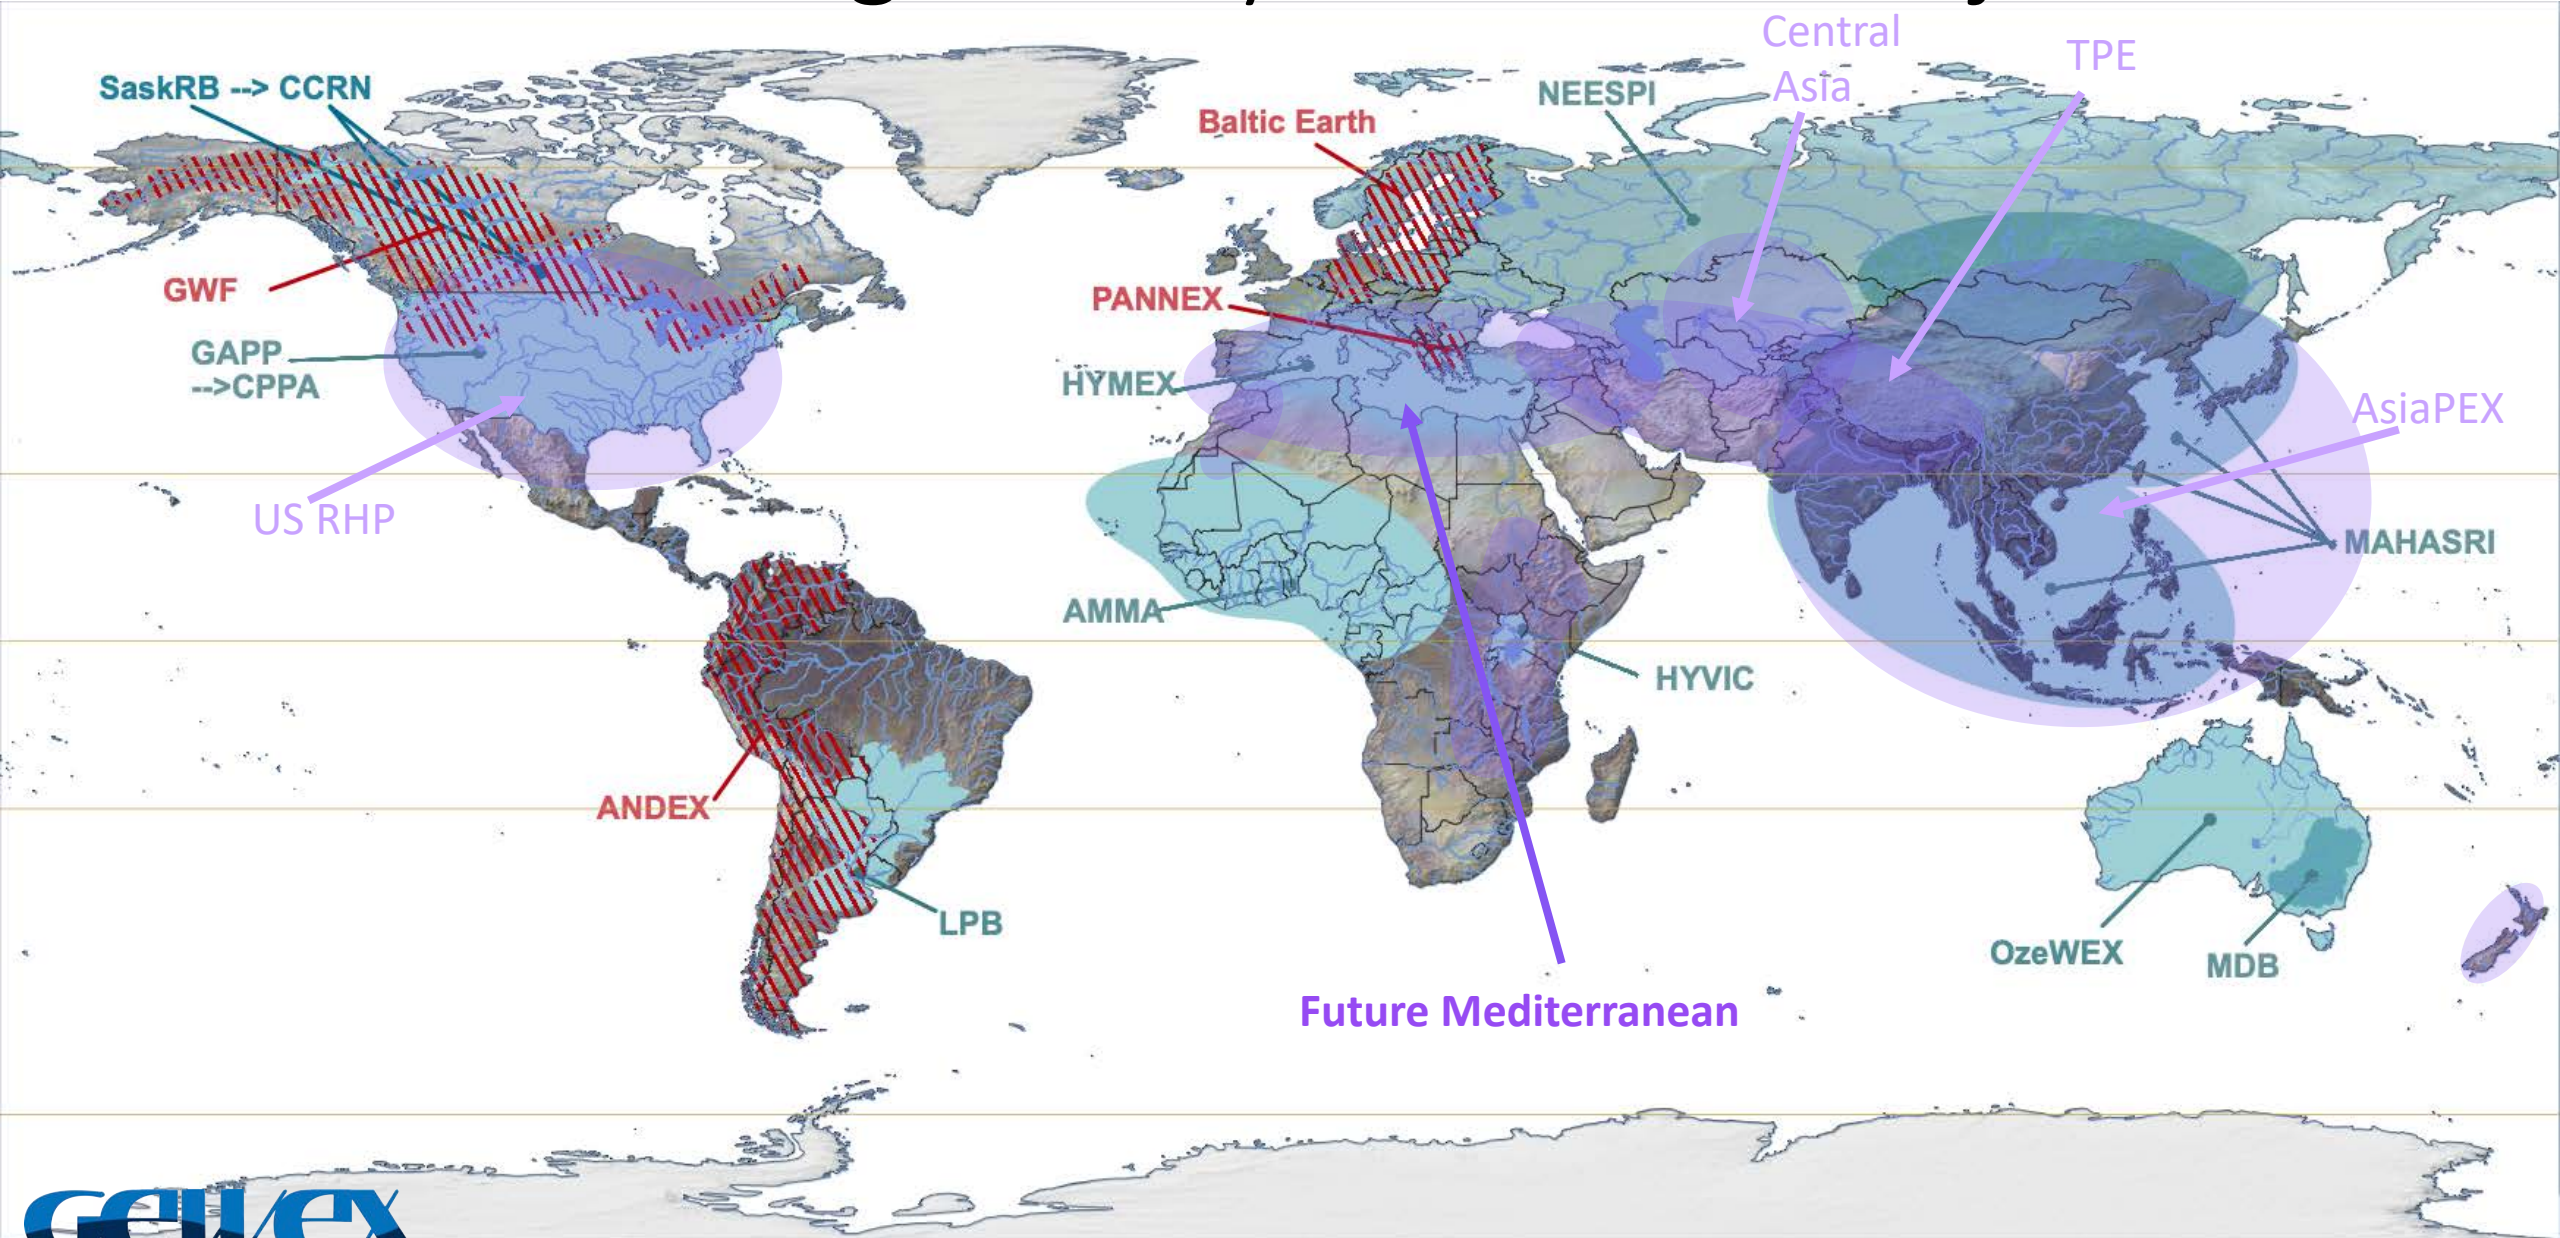 Central
Asia
TPE
SaskRB --> CCRN
NEESPI
Baltic Earth
GWF
PANNEX
GAPP
-->CPPA
HYMEX
AsiaPEX
US RHP
MAHASRI
AMMA
HYVIC
ANDEX
LPB
OzeWEX
MDB
Future Mediterranean